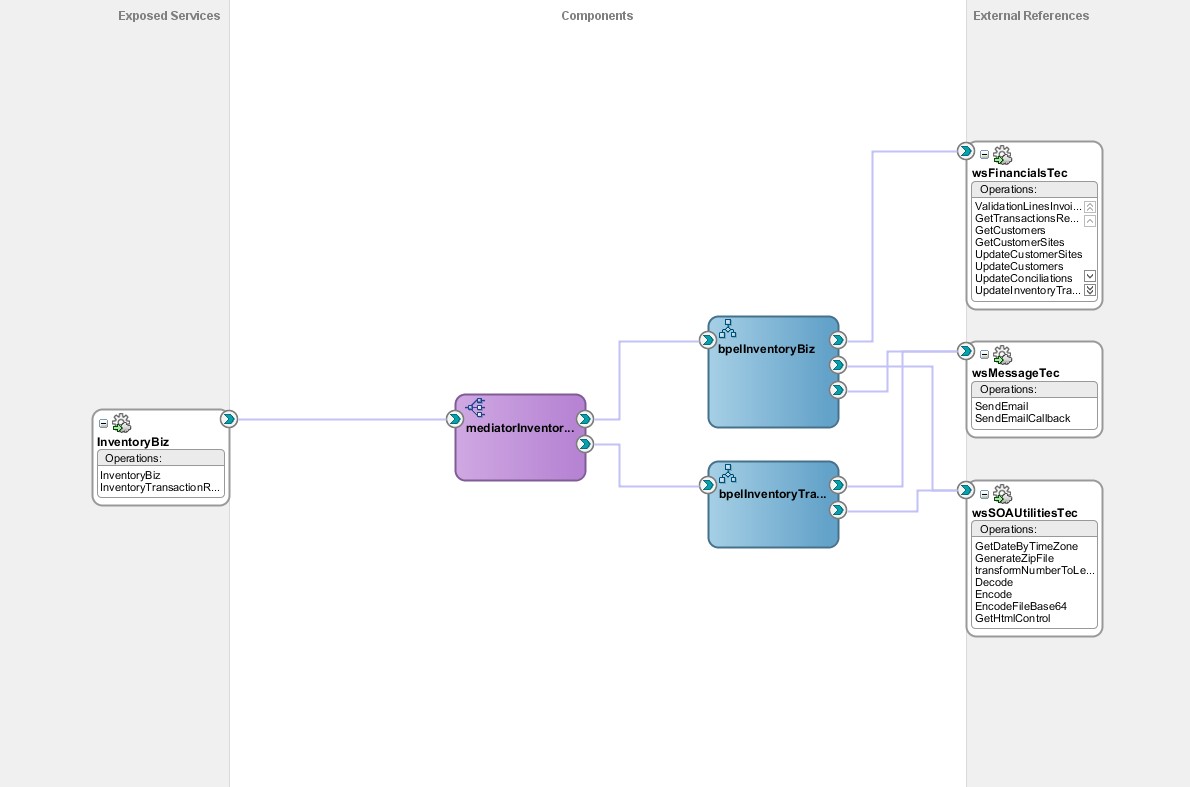 Exposed Services
Components
External References
wsFinancialsTec
Operations:
ValidationLinesInvoi...
GetTransactionsRe...
GetCustomers
GetCustomerSites
UpdateCustomerSites
UpdateCustomers
UpdateConciliations
UpdateInventoryTra...
bpelInventoryBiz
wsMessageTec
Operations:
SendEmail
SendEmailCallback
InventoryBiz
Operations:
InventoryBiz
InventoryTransactionR...
mediatorInventor...
bpelInventoryTra...
wsSOAUtilitiesTec
Operations:
GetDateByTimeZone
GenerateZipFile
transformNumberToLe...
Decode
Encode
EncodeFileBase64
GetHtmlControl